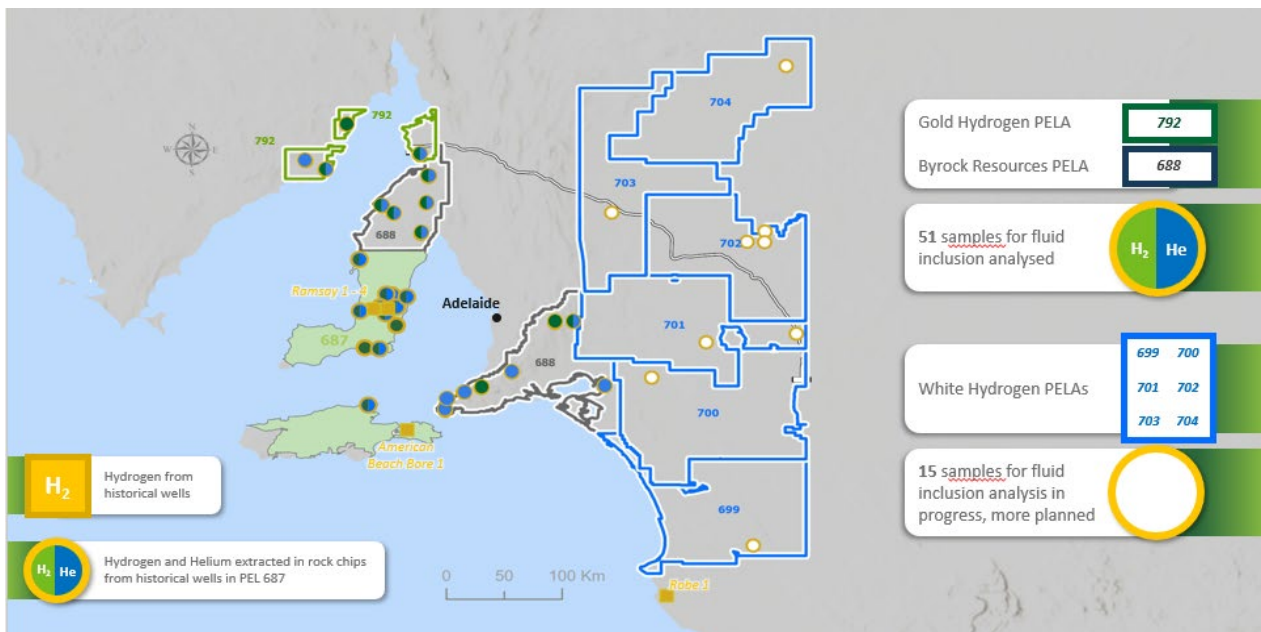 792
792
704
703
702
688
Ramsay 1 - 4
Adelaide
701
687
688
700
American
Beach Bore 1
699
Robe 1
N
W
E
S
0 50 100 Km
H2
Hydrogen from
historical wells
H2 He
Hydrogen and Helium extracted in rock chips
from historical wells in PEL 687
Gold Hydrogen PELA
792
Byrock Resources PELA
688
51 samples for fluid
inclusion analysed
H2 He
White Hydrogen PELAs
699 700
701 702
703 704
15 samples for fluid
inclusion analysis in
progress, more planned